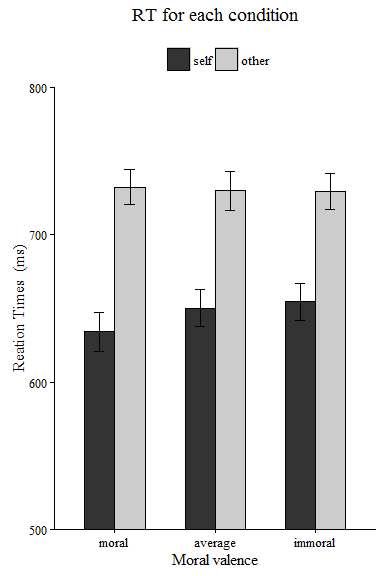 RT for each condition
self other
800
700
600
500
Reation Times (ms)
moral average immoral
Moral valence